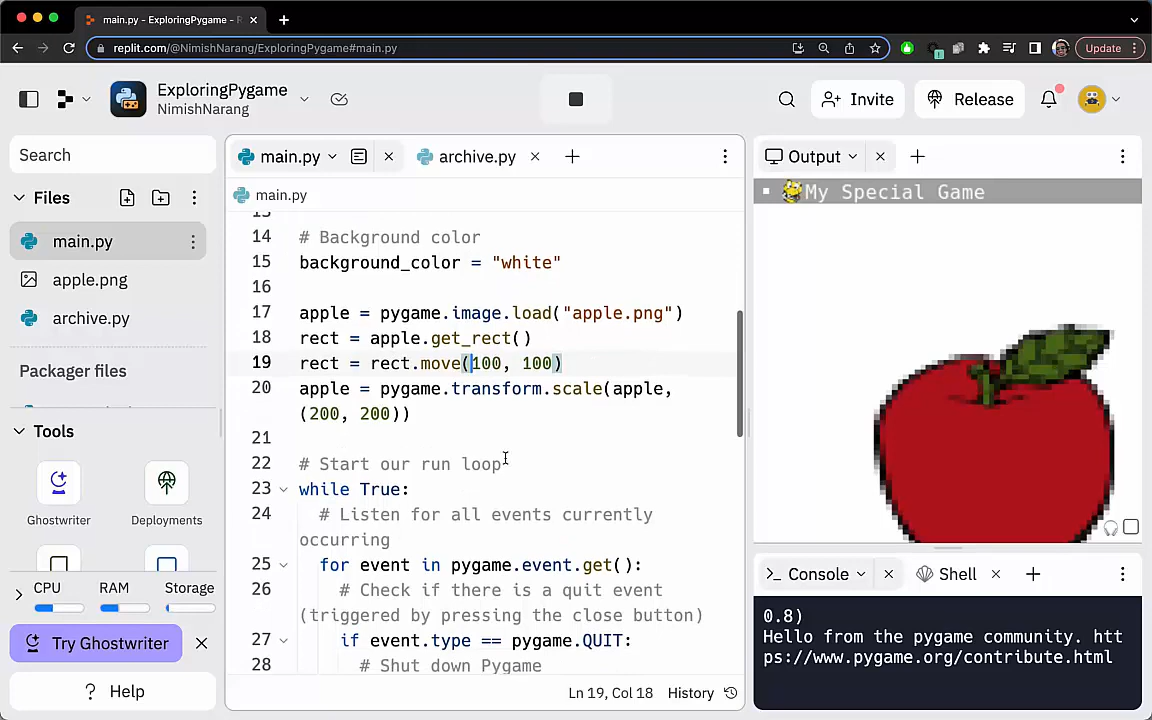 main.py - ExploringPygame - R
replit.com/@NimishNarang/ExploringPygame#main.py
Update
ExploringPygame
NimishNarang
Invite
Release
Search
Files
main.py
apple.png
archive.py
Packager files
Tools
Ghostwriter
Deployments
CPU
RAM
Storage
Try Ghostwriter
? Help
main.py
archive.py
main.py
13
14 # Background color
15 background_color = "white"
16
17 apple = pygame.image.load("apple.png")
18 rect = apple.get_rect()
19 rect = rect.move(100, 100)
20 apple = pygame.transform.scale(apple,
(200, 200))
21
22 # Start our run loop
23 while True:
24 # Listen for all events currently
occurring
25 for event in pygame.event.get():
26 # Check if there is a quit event
(triggered by pressing the close button)
27 if event.type == pygame.QUIT:
28 # Shut down Pygame
Ln 19, Col 18
History
Output
My Special Game
Console
Shell
0.8)
Hello from the pygame community. htt
ps://www.pygame.org/contribute.html